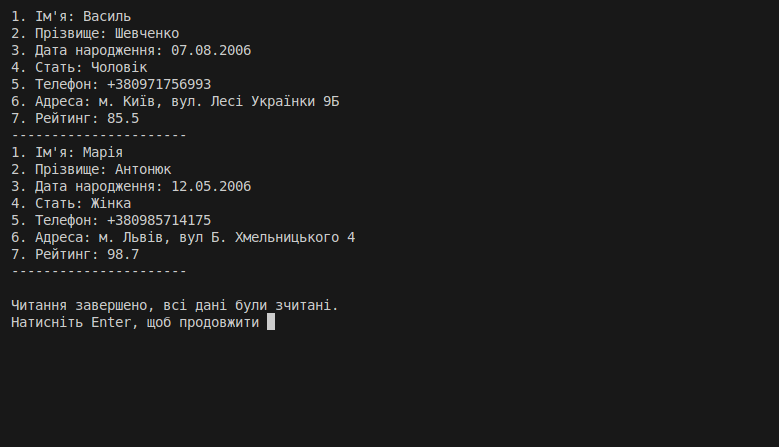 1. Ім'я: Василь
2. Прізвище: Шевченко
3. Дата народження: 07.08.2006
4. Стать: Чоловік
5. Телефон: +380971756993
6. Адреса: м. Київ, вул. Лесі Українки 9Б
7. Рейтинг: 85.5
----------------------
1. Ім'я: Марія
2. Прізвище: Антонюк
3. Дата народження: 12.05.2006
4. Стать: Жінка
5. Телефон: +380985714175
6. Адреса: м. Львів, вул Б. Хмельницького 4
7. Рейтинг: 98.7
----------------------
Читання завершено, всі дані були зчитані.
Натисніть Enter, щоб продовжити